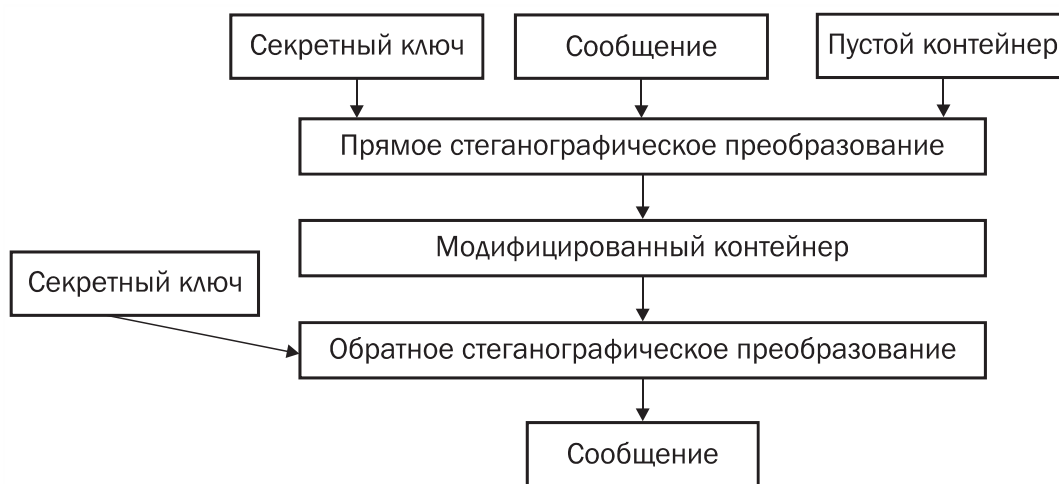 Секретный ключ
Сообщение
Пустой контейнер
Прямое стеганографическое преобразование
Модифицированный контейнер
Секретный ключ
Обратное стеганографическое преобразование
Сообщение